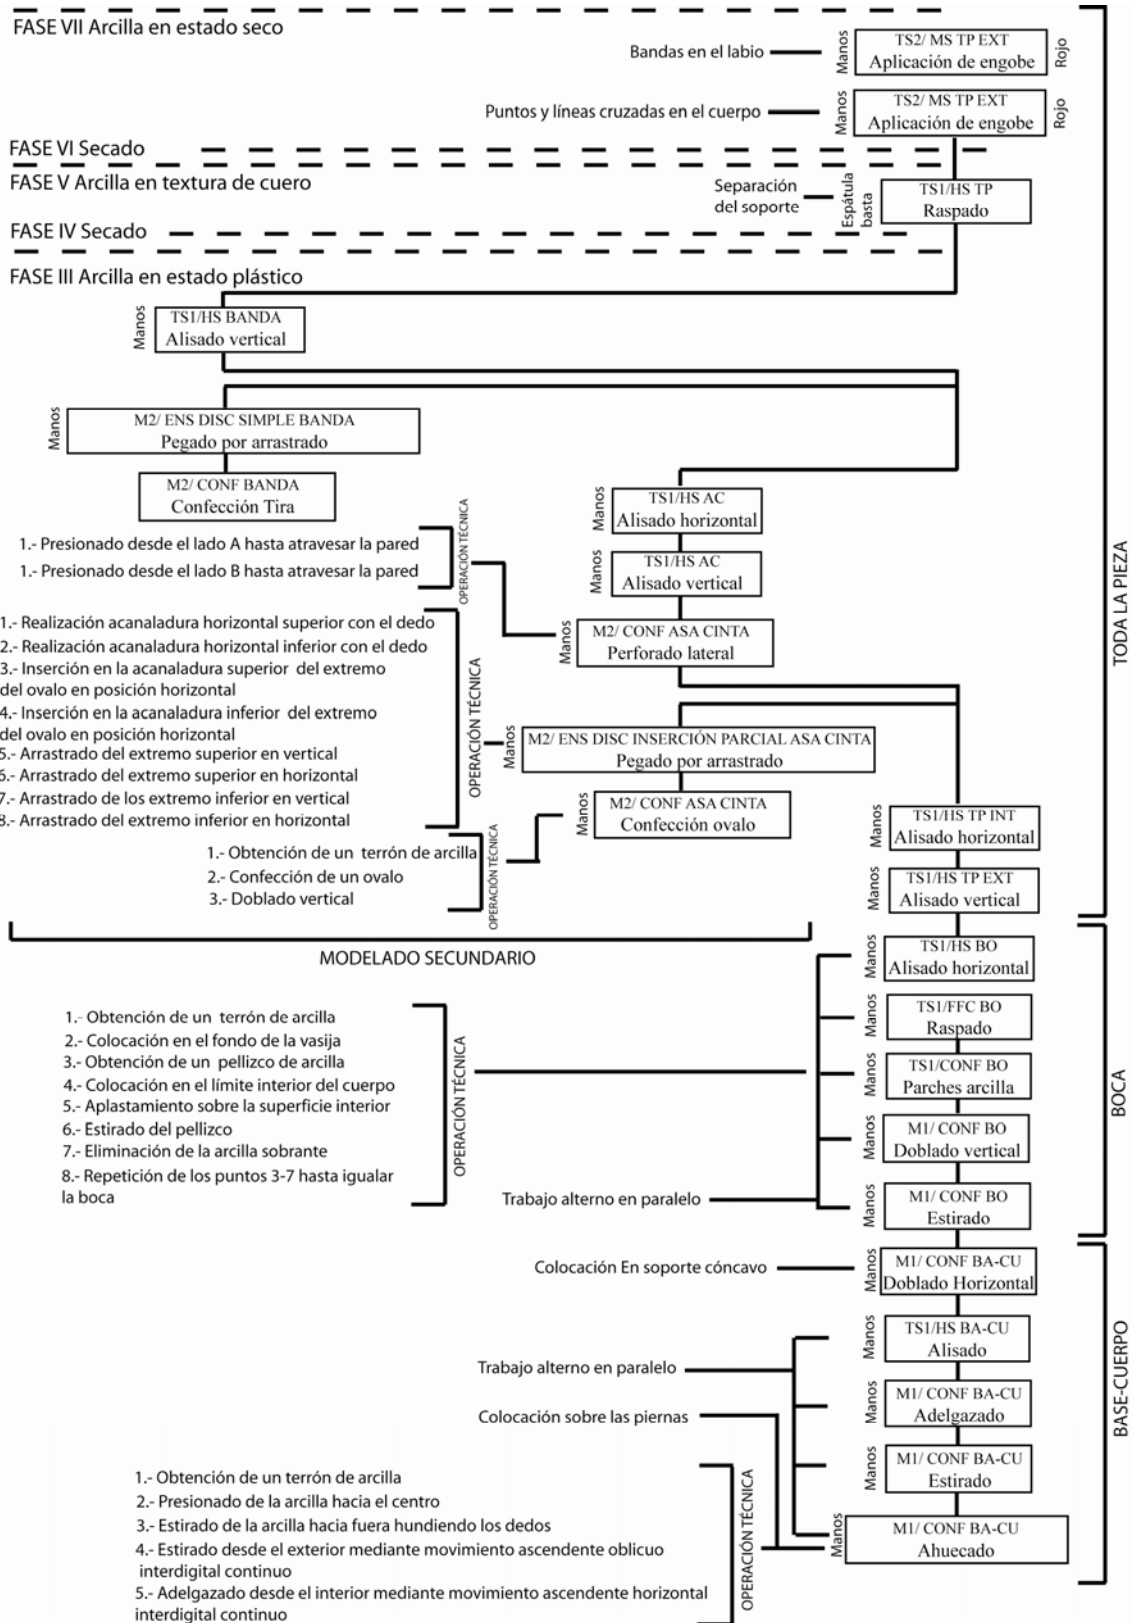 FASE VII Arcilla en estado seco
Bandas en el labio
Manos
TS2/ MS TP EXT
Aplicación de engobe
Rojo
Puntos y líneas cruzadas en el cuerpo
Manos
TS2/ MS TP EXT
Aplicación de engobe
Rojo
FASE VI Secado
FASE V Arcilla en textura de cuero
Separación
del soporte
Espátula
basta
TS1/HS TP
Raspado
FASE IV Secado
FASE III Arcilla en estado plástico
Manos
TS1/HS BANDA
Alisado vertical
Manos
M2/ ENS DISC SIMPLE BANDA
Pegado por arrastrado
M2/ CONF BANDA
Confección Tira
Manos
TS1/HS AC
Alisado horizontal
Manos
TS1/HS AC
Alisado vertical
1.- Presionado desde el lado A hasta atravesar la pared
1.- Presionado desde el lado B hasta atravesar la pared
OPERACIÓN TÉCNICA
Manos
M2/ CONF ASA CINTA
Perforado lateral
1.- Realización acanaladura horizontal superior con el dedo
2.- Realización acanaladura horizontal inferior con el dedo
3.- Inserción en la acanaladura superior del extremo
del ovalo en posición horizontal
4.- Inserción en la acanaladura inferior del extremo
del ovalo en posición horizontal
5.- Arrastrado del extremo superior en vertical
6.- Arrastrado del extremo superior en horizontal
7.- Arrastrado de los extremo inferior en vertical
8.- Arrastrado del extremo inferior en horizontal
OPERACIÓN TÉCNICA
Manos
M2/ ENS DISC INSERCIÓN PARCIAL ASA CINTA
Pegado por arrastrado
Manos
M2/ CONF ASA CINTA
Confección ovalo
1.- Obtención de un terrón de arcilla
2.- Confección de un ovalo
3.- Doblado vertical
OPERACIÓN TÉCNICA
Manos
TS1/HS TP INT
Alisado horizontal
Manos
TS1/HS TP EXT
Alisado vertical
TODA LA PIEZA
MODELADO SECUNDARIO
Manos
TS1/HS BO
Alisado horizontal
Manos
TS1/FFC BO
Raspado
Manos
TS1/CONF BO
Parches arcilla
Manos
M1/ CONF BO
Doblado vertical
Manos
M1/ CONF BO
Estirado
BOCA
1.- Obtención de un terrón de arcilla
2.- Colocación en el fondo de la vasija
3.- Obtención de un pellizco de arcilla
4.- Colocación en el límite interior del cuerpo
5.- Aplastamiento sobre la superficie interior
6.- Estirado del pellizco
7.- Eliminación de la arcilla sobrante
8.- Repetición de los puntos 3-7 hasta igualar
la boca
OPERACIÓN TÉCNICA
Trabajo alterno en paralelo
Colocación En soporte cóncavo
Manos
M1/ CONF BA-CU
Doblado Horizontal
Manos
TS1/HS BA-CU
Alisado
Trabajo alterno en paralelo
Manos
M1/ CONF BA-CU
Adelgazado
Colocación sobre las piernas
Manos
M1/ CONF BA-CU
Estirado
Manos
M1/ CONF BA-CU
Ahuecado
BASE-CUERPO
1.- Obtención de un terrón de arcilla
2.- Presionado de la arcilla hacia el centro
3.- Estirado de la arcilla hacia fuera hundiendo los dedos
4.- Estirado desde el exterior mediante movimiento ascendente oblicuo
interdigital continuo
5.- Adelgazado desde el interior mediante movimiento ascendente horizontal
interdigital continuo
OPERACIÓN TÉCNICA